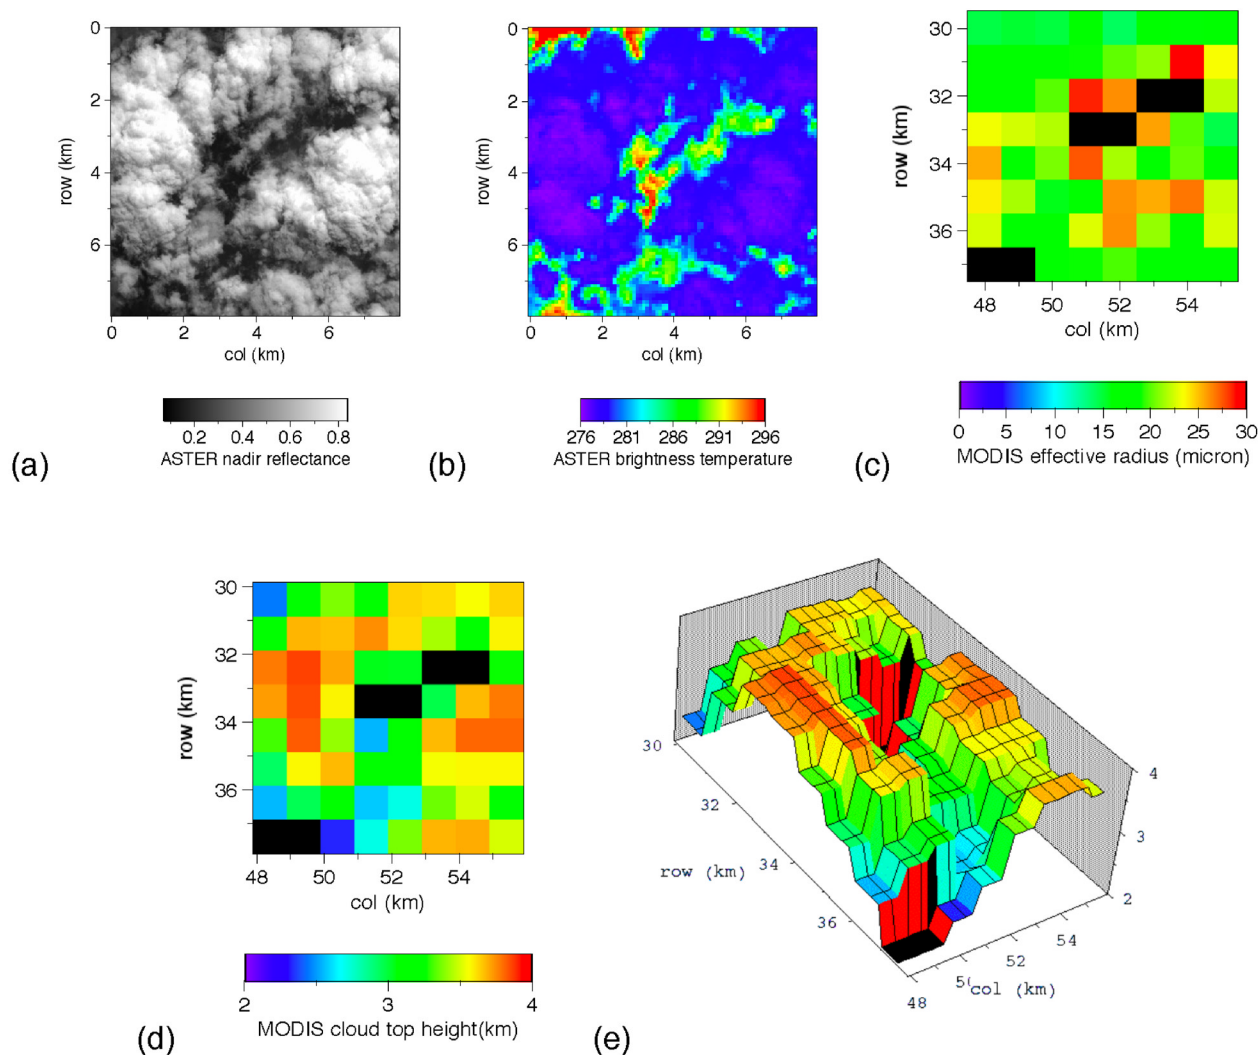 0
2
4
6
row (km)
0 2 4 6
col (km)
0.2 0.4 0.6 0.8
ASTER nadir reflectance
(a)
0
2
4
6
row (km)
0 2 4 6
col (km)
276 281 286 291 296
ASTER brightness temperature
(b)
30
32
34
36
row (km)
48 50 52 54
col (km)
0 5 10 15 20 25 30
MODIS effective radius (micron)
(c)
30
32
34
36
row (km)
48 50 52 54
col (km)
2 3 4
MODIS cloud top height(km)
(d)
30
32
34
36
row (km)
48
52
54
col (km)
4
3
2
(e)